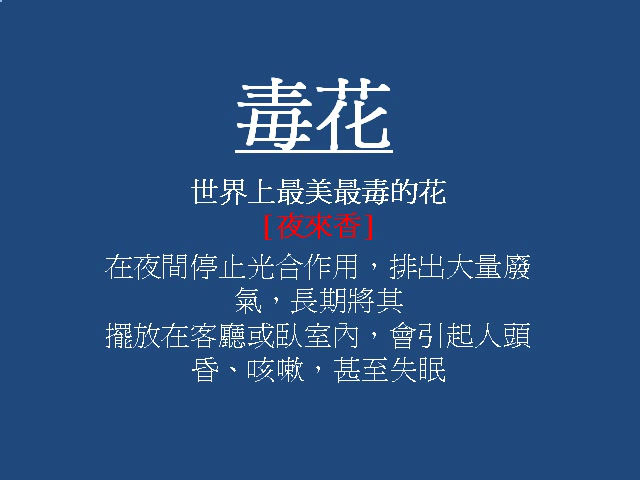 毒花
世界上最美最毒的花
[夜來香]
在夜間停止光合作用，排出大量廢
氣，長期將其
擺放在客廳或臥室內，會引起人頭
昏、咳嗽，甚至失眠